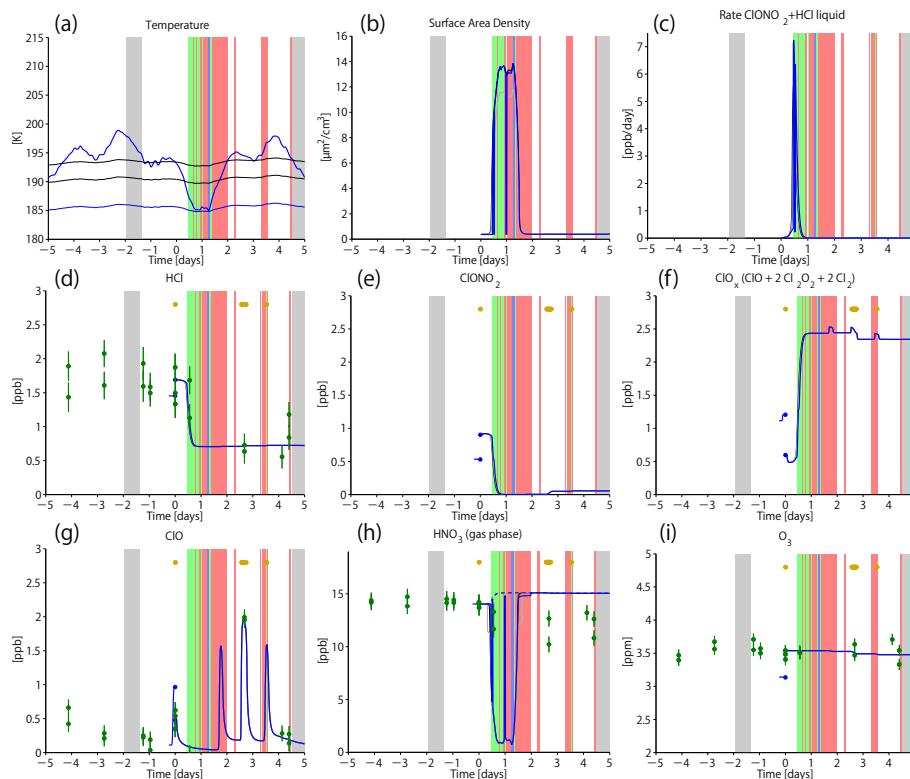 (a)
Temperature
215
210
205
200
195
190
185
180
[K]
−5 −4 −3 −2 −1 0 1 2 3 4 5
Time [days]
(b)
Surface Area Density
16
14
12
10
8
6
4
2
0
[μm²/cm³]
−5 −4 −3 −2 −1 0 1 2 3 4 5
Time [days]
(c)
Rate ClONO₂+HCl liquid
7
6
5
4
3
2
1
0
[ppb/day]
−5 −4 −3 −2 −1 0 1 2 3 4
Time [days]
(d)
HCl
3
2.5
2
1.5
1
0.5
0
[ppb]
−5 −4 −3 −2 −1 0 1 2 3 4 5
Time [days]
(e)
ClONO₂
3
2.5
2
1.5
1
0.5
0
[ppb]
−5 −4 −3 −2 −1 0 1 2 3 4 5
Time [days]
(f)
ClOₓ (ClO + 2 Cl₂O₂ + 2 Cl₂)
3
2.5
2
1.5
1
0.5
0
[ppb]
−5 −4 −3 −2 −1 0 1 2 3 4
Time [days]
(g)
ClO
3
2.5
2
1.5
1
0.5
0
[ppb]
−5 −4 −3 −2 −1 0 1 2 3 4 5
Time [days]
(h)
HNO₃ (gas phase)
15
10
5
0
[ppb]
−5 −4 −3 −2 −1 0 1 2 3 4 5
Time [days]
(i)
O₃
5
4.5
4
3.5
3
2.5
2
[ppm]
−5 −4 −3 −2 −1 0 1 2 3 4 5
Time [days]